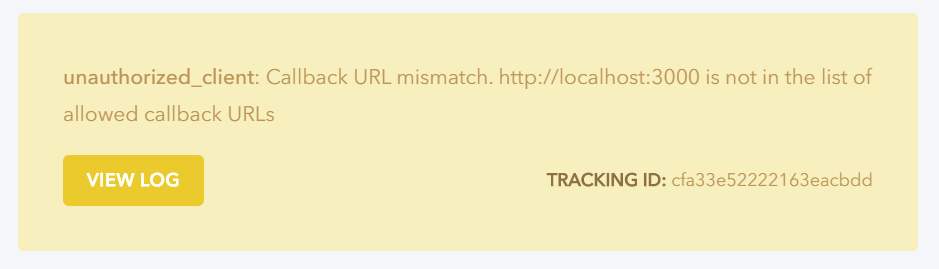 unauthorized_client: Callback URL mismatch. http://localhost:3000 is not in the list of
allowed callback URLs
VIEW LOG
TRACKING ID: cfa33e52222163eacbdd